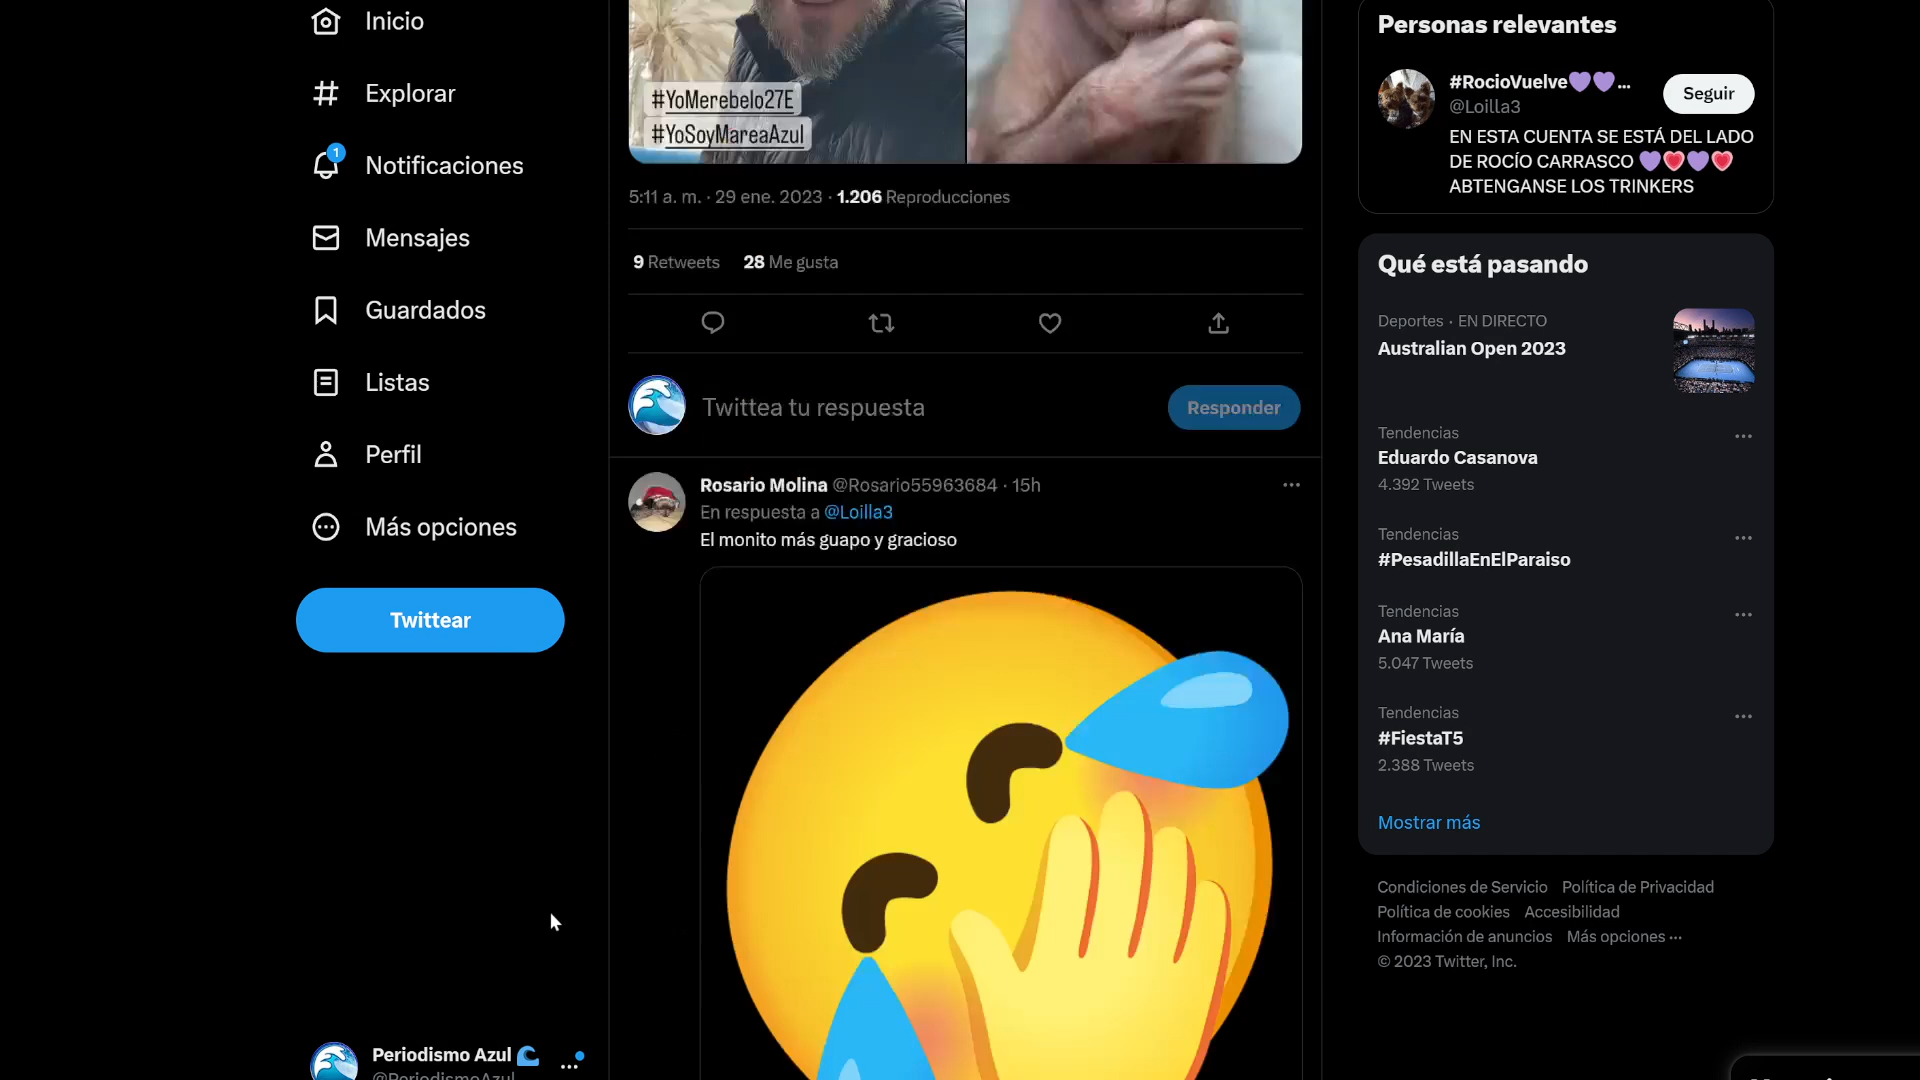 Inicio
Explorar
1
Notificaciones
Mensajes
Guardados
Listas
Perfil
Más opciones
Twittear
Periodismo Azul
@PeriodismoAzul
#YoMerebelo27E
#YoSoyMareaAzul
5:11 a. m. · 29 ene. 2023 · 1.206 Reproducciones
9 Retweets 28 Me gusta
Twittea tu respuesta
Responder
Rosario Molina @Rosario55963684 · 15h
En respuesta a @Loilla3
El monito más guapo y gracioso
Personas relevantes
#RocioVuelve💜💜 ...
@Loilla3
Seguir
EN ESTA CUENTA SE ESTÁ DEL LADO
DE ROCÍO CARRASCO 💜❤️💜❤️
ABTENGANSE LOS TRINKERS
Qué está pasando
Deportes · EN DIRECTO
Australian Open 2023
Tendencias
Eduardo Casanova
4.392 Tweets
Tendencias
#PesadillaEnElParaiso
Tendencias
Ana María
5.047 Tweets
Tendencias
#FiestaT5
2.388 Tweets
Mostrar más
Condiciones de Servicio Política de Privacidad
Política de cookies Accesibilidad
Información de anuncios Más opciones ...
© 2023 Twitter, Inc.